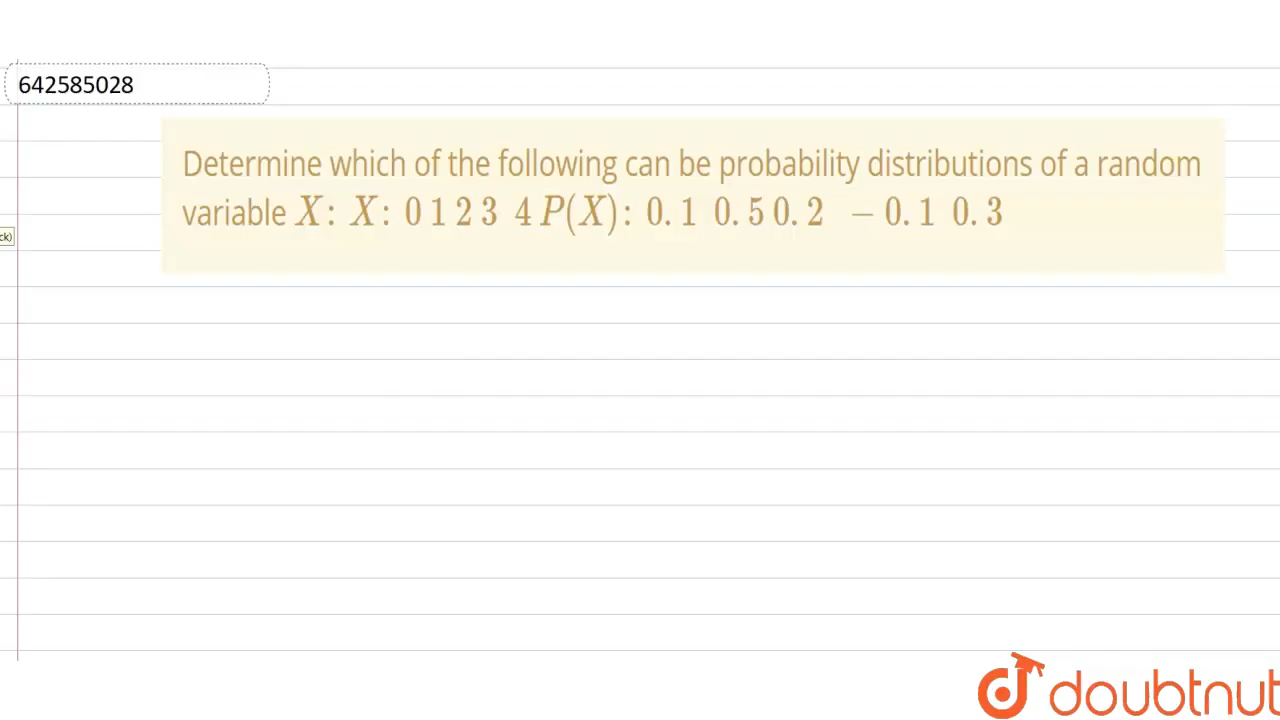 642585028
Determine which of the following can be probability distributions of a random
variable X: X: 0 1 2 3 4 P(X): 0.1 0.5 0.2 −0.1 0.3
ck)
doubtnut